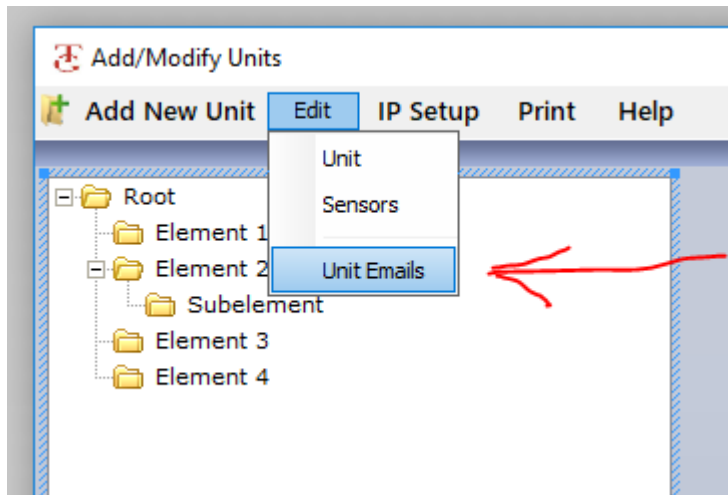 Add/Modify Units
Add New Unit Edit IP Setup Print Help
Unit
Sensors
Unit Emails
Root
Element 1
Element 2
Subelement
Element 3
Element 4